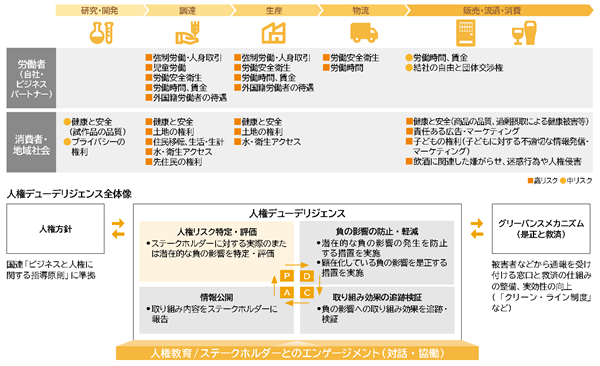 研究・開発
調達
生産
物流
販売・流通・消費
労働者
(自社・ビジネス
パートナー)
■強制労働・人身取引
■児童労働
■労働安全衛生
■労働時間、賃金
■外国籍労働者の待遇
■強制労働・人身取引
■労働安全衛生
■労働時間、賃金
■外国籍労働者の待遇
■労働安全衛生
■労働時間
●労働時間、賃金
●結社の自由と団体交渉権
消費者・
地域社会
●健康と安全
(試作品の品質)
●プライバシーの
権利
■健康と安全
■土地の権利
■住民移転、生活・生計
■水・衛生アクセス
■先住民の権利
■健康と安全
■土地の権利
■水・衛生アクセス
■健康と安全(商品の品質、過剰摂取による健康被害等)
■責任ある広告・マーケティング
■子どもの権利(子どもに対する不適切な情報発信・
マーケティング)
■飲酒に関連した嫌がらせ、迷惑行為や人権侵害
■高リスク ●中リスク
人権デューデリジェンス全体像
人権方針
国連「ビジネスと人権に
関する指導原則」に準拠
人権デューデリジェンス
人権リスク特定・評価
●ステークホルダーに対する実際のまた
は潜在的な負の影響を特定・評価
負の影響の防止・軽減
●潜在的な負の影響の発生を防止
する措置を実施
●顕在化している負の影響を是正する
措置を実施
P D
A C
情報公開
●取り組み内容をステークホルダーに
報告
取り組み効果の追跡検証
●負の影響への取り組み効果を追跡・
検証
グリーバンスメカニズム
(是正と救済)
被害者などから通報を受け
付ける窓口と救済の仕組み
の整備、実効性の向上
(「クリーン・ライン制度」
など)
人権教育/ステークホルダーとのエンゲージメント(対話・協働)